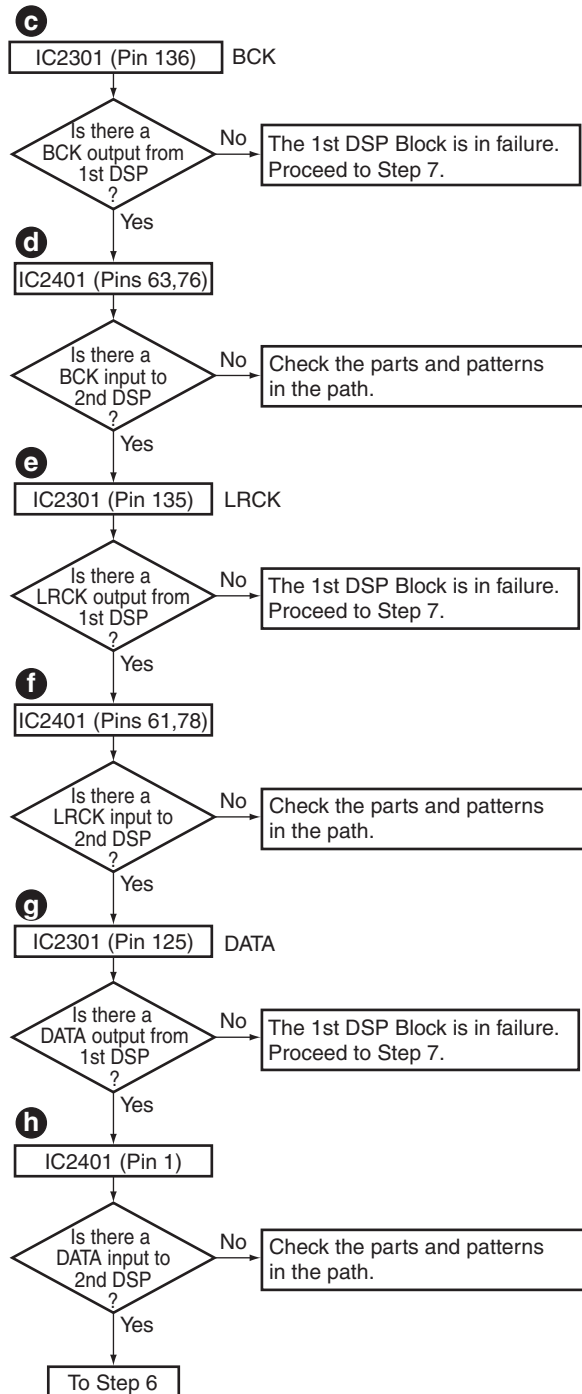 c
IC2301 (Pin 136) BCK
Is there a
BCK output from
1st DSP
?
No
The 1st DSP Block is in failure.
Proceed to Step 7.
Yes
d
IC2401 (Pins 63,76)
Is there a
BCK input to
2nd DSP
?
No
Check the parts and patterns
in the path.
Yes
e
IC2301 (Pin 135) LRCK
Is there a
LRCK output from
1st DSP
?
No
The 1st DSP Block is in failure.
Proceed to Step 7.
Yes
f
IC2401 (Pins 61,78)
Is there a
LRCK input to
2nd DSP
?
No
Check the parts and patterns
in the path.
Yes
g
IC2301 (Pin 125) DATA
Is there a
DATA output from
1st DSP
?
No
The 1st DSP Block is in failure.
Proceed to Step 7.
Yes
h
IC2401 (Pin 1)
Is there a
DATA input to
2nd DSP
?
No
Check the parts and patterns
in the path.
Yes
To Step 6